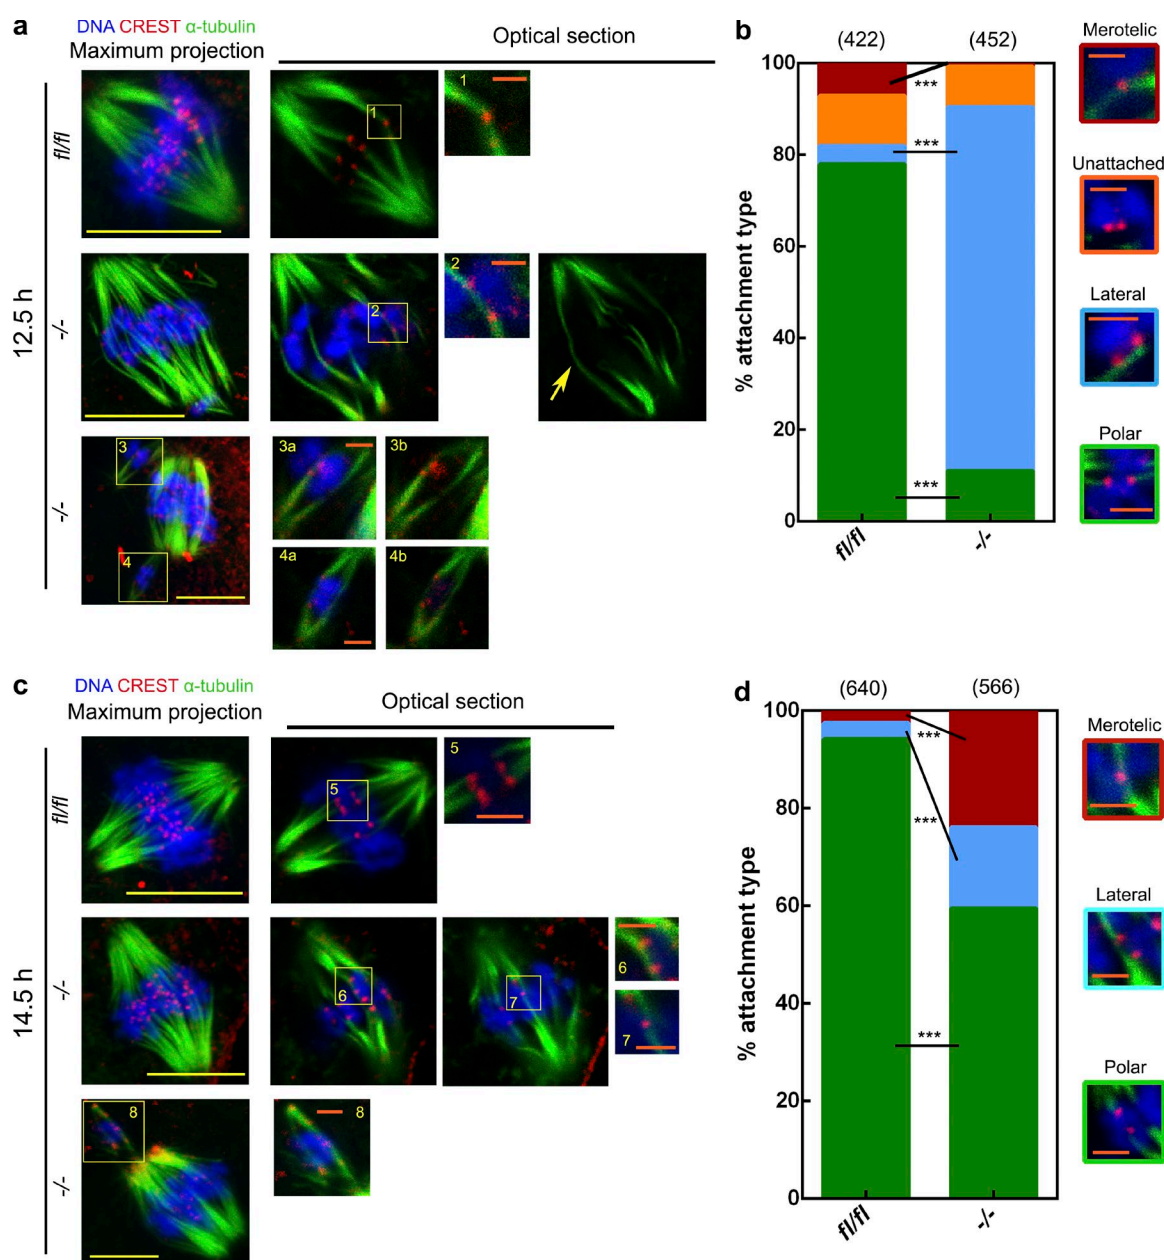 a
DNA CREST α-tubulin
Maximum projection
Optical section
12.5 h
fl/fl
1
1
-/-
2
2
-/-
3
3a
3b
4
4a
4b
b
(422)
(452)
% attachment type
100
80
60
40
20
0
***
***
***
fl/fl
-/-
Merotelic
Unattached
Lateral
Polar
c
DNA CREST α-tubulin
Maximum projection
Optical section
14.5 h
fl/fl
5
5
-/-
6
7
6
7
-/-
8
8
d
(640)
(566)
% attachment type
100
80
60
40
20
0
***
***
***
fl/fl
-/-
Merotelic
Lateral
Polar